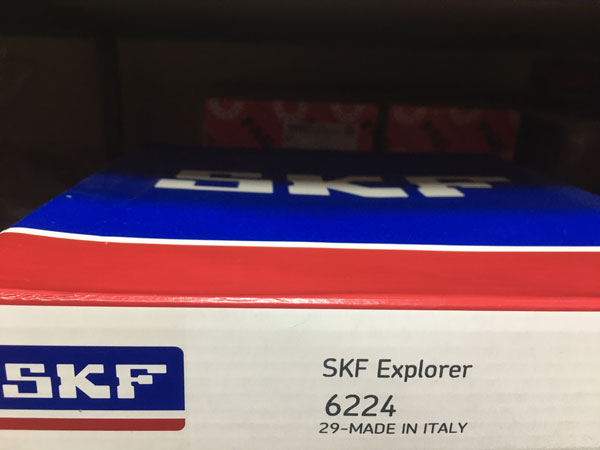 SKF
SKF
SKF Explorer
6224
29-MADE IN ITALY